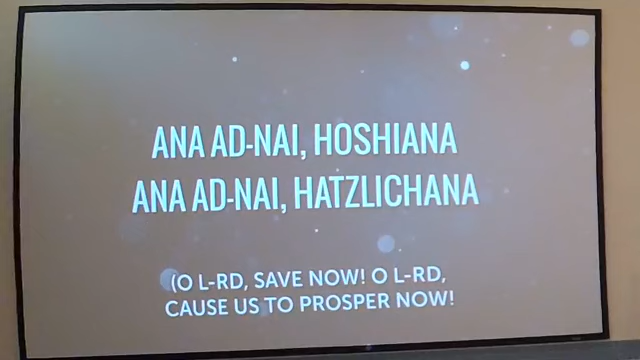 ANA AD-NAI, HOSHIANA
ANA AD-NAI, HATZLICHANA
(O L-RD, SAVE NOW! O L-RD,
CAUSE US TO PROSPER NOW!